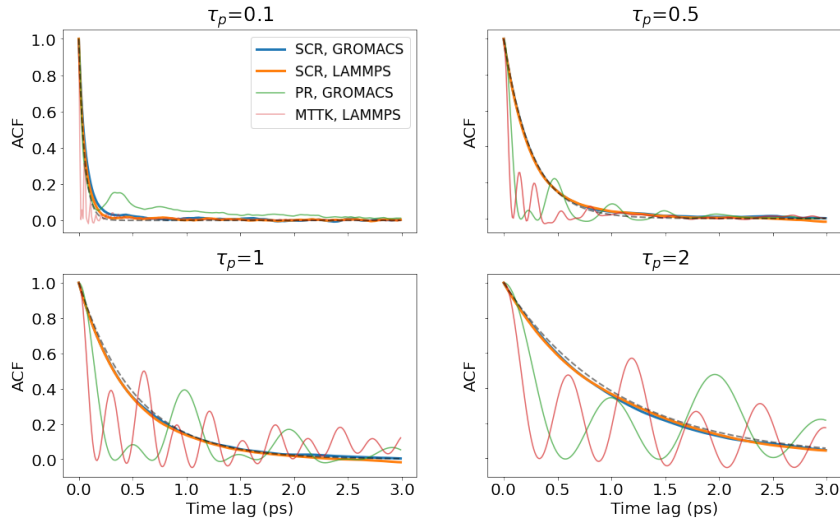 τp=0.1
τp=0.5
1.0
0.8
0.6
0.4
0.2
0.0
ACF
SCR, GROMACS
SCR, LAMMPS
PR, GROMACS
MTTK, LAMMPS
ACF
τp=1
τp=2
1.0
0.8
0.6
0.4
0.2
0.0
ACF
ACF
0.0 0.5 1.0 1.5 2.0 2.5 3.0
0.0 0.5 1.0 1.5 2.0 2.5 3.0
Time lag (ps)
Time lag (ps)